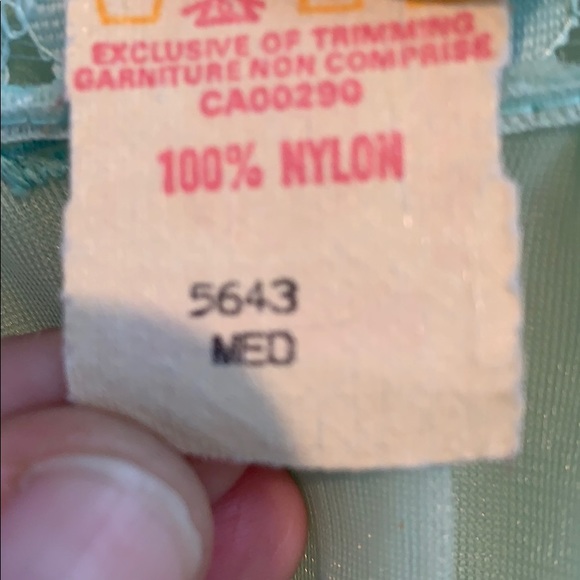 EXCLUSIVE OF TRIMMING
GARNITURE NON COMPRISE
CA00290
100% NYLON
5643
MED